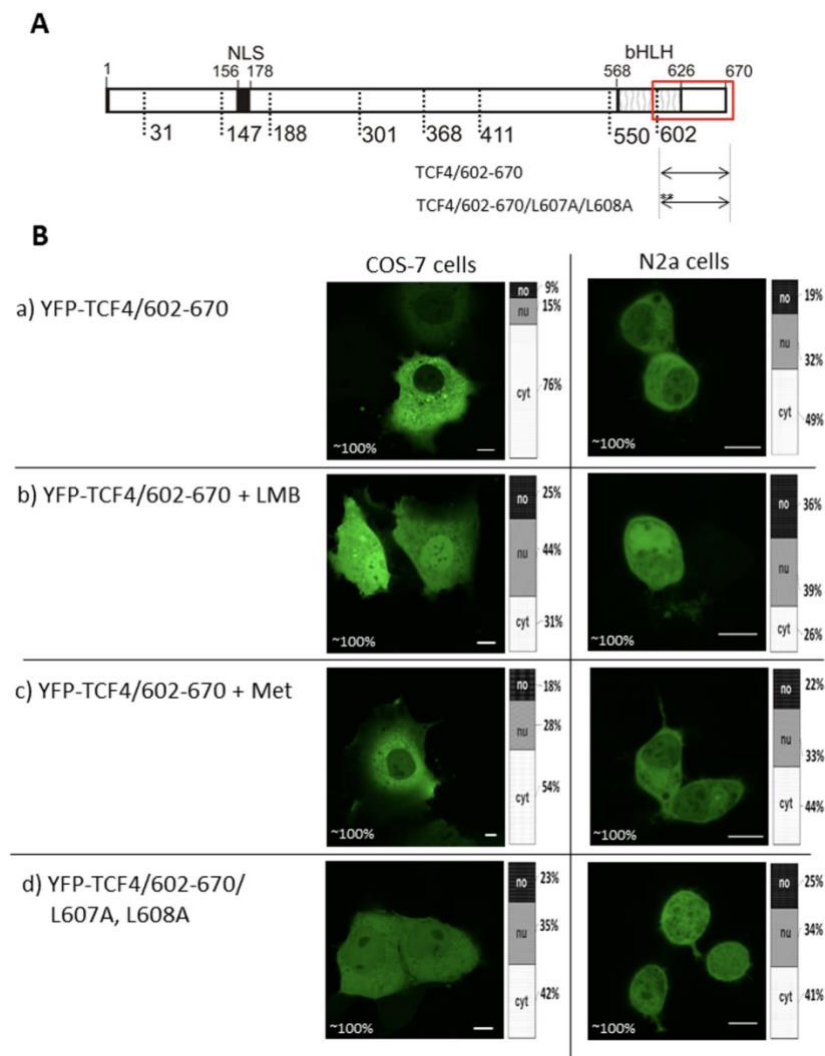 A
NLS
bHLH
1
156
178
568
626
670
31
147
188
301
368
411
550
602
TCF4/602-670
**
TCF4/602-670/L607A/L608A
B
COS-7 cells
N2a cells
a) YFP-TCF4/602-670
no 9%
nu 15%
cyt 76%
~100%
no 19%
nu 32%
cyt 49%
~100%
b) YFP-TCF4/602-670 + LMB
no 25%
nu 44%
cyt 31%
~100%
no 36%
nu 39%
cyt 26%
~100%
c) YFP-TCF4/602-670 + Met
no 18%
nu 28%
cyt 54%
~100%
no 22%
nu 33%
cyt 44%
~100%
d) YFP-TCF4/602-670/
L607A, L608A
no 23%
nu 35%
cyt 42%
~100%
no 25%
nu 34%
cyt 41%
~100%